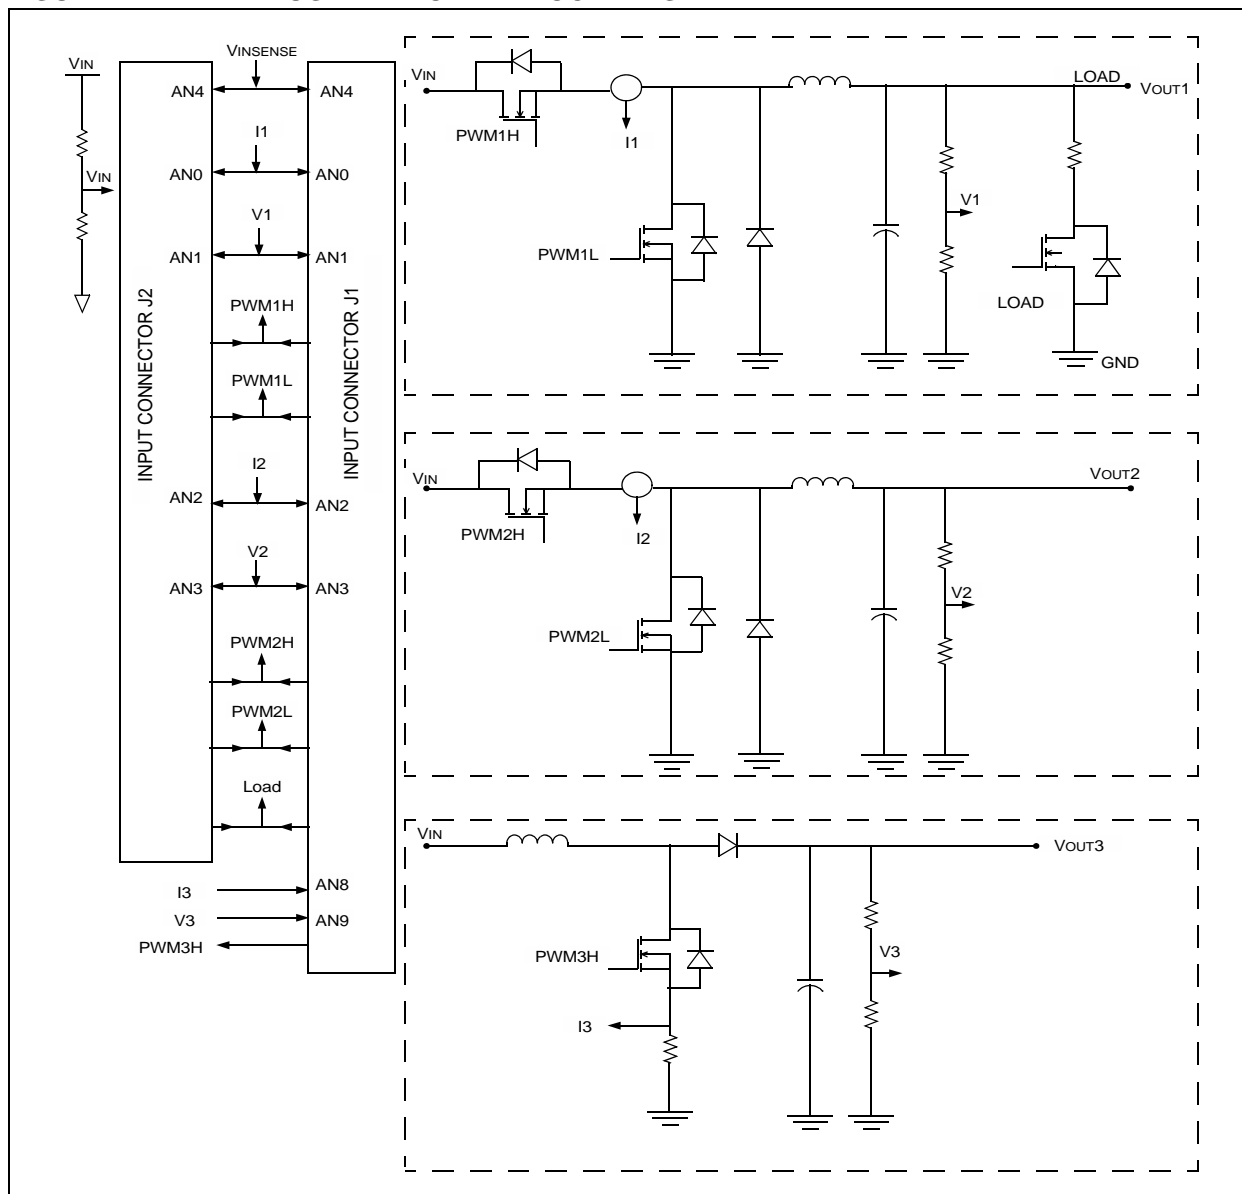 VIN
VIN
INPUT CONNECTOR J2
AN4
AN0
AN1
AN2
AN3
VINSENSE
I1
V1
PWM1H
PWM1L
I2
V2
PWM2H
PWM2L
Load
I3
V3
PWM3H
INPUT CONNECTOR J1
AN4
AN0
AN1
AN2
AN3
AN8
AN9
VIN
PWM1H
I1
PWM1L
V1
LOAD
VOUT1
LOAD
GND
VIN
PWM2H
I2
PWM2L
V2
VOUT2
VIN
PWM3H
I3
V3
VOUT3